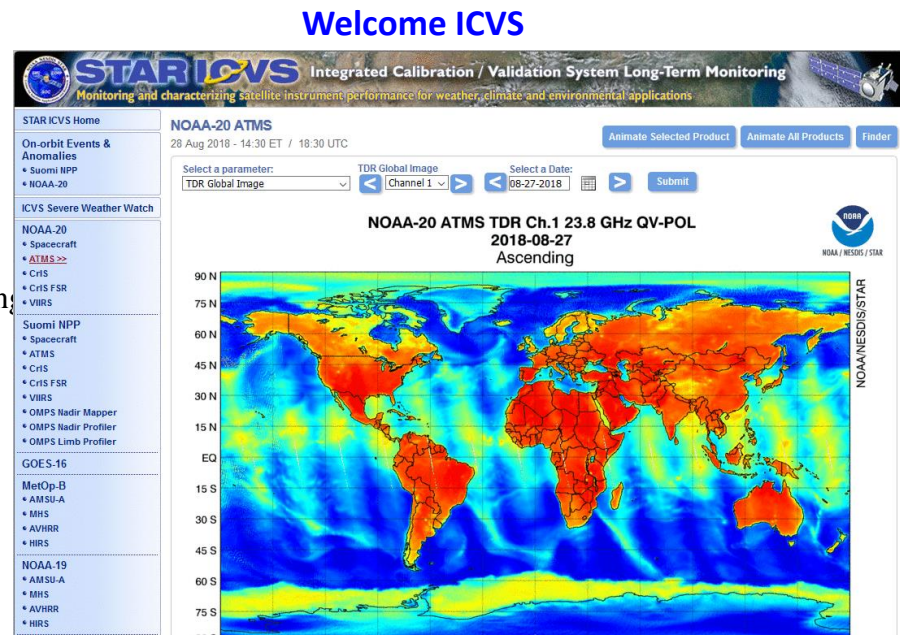 Welcome ICVS
STAR ICVS Integrated Calibration / Validation System Long-Term Monitoring
Monitoring and characterizing satellite instrument performance for weather, climate and environmental applications
STAR ICVS Home
On-orbit Events &
Anomalies
Suomi NPP
NOAA-20
ICVS Severe Weather Watch
NOAA-20
Spacecraft
ATMS >>
CrIS
CrIS FSR
VIIRS
Suomi NPP
Spacecraft
ATMS
CrIS
CrIS FSR
VIIRS
OMPS Nadir Mapper
OMPS Nadir Profiler
OMPS Limb Profiler
GOES-16
MetOp-B
AMSU-A
MHS
AVHRR
HIRS
NOAA-19
AMSU-A
MHS
AVHRR
HIRS
NOAA-20 ATMS
28 Aug 2018 - 14:30 ET / 18:30 UTC
Animate Selected Product Animate All Products Finder
Select a parameter: TDR Global Image Select a Date:
TDR Global Image < Channel 1 > < 08-27-2018 > Submit
NOAA-20 ATMS TDR Ch.1 23.8 GHz QV-POL
2018-08-27
Ascending
NOAA
NOAA / NESDIS / STAR
90 N
75 N
60 N
45 N
30 N
15 N
EQ
15 S
30 S
45 S
60 S
75 S
NOAA/NESDIS/STAR